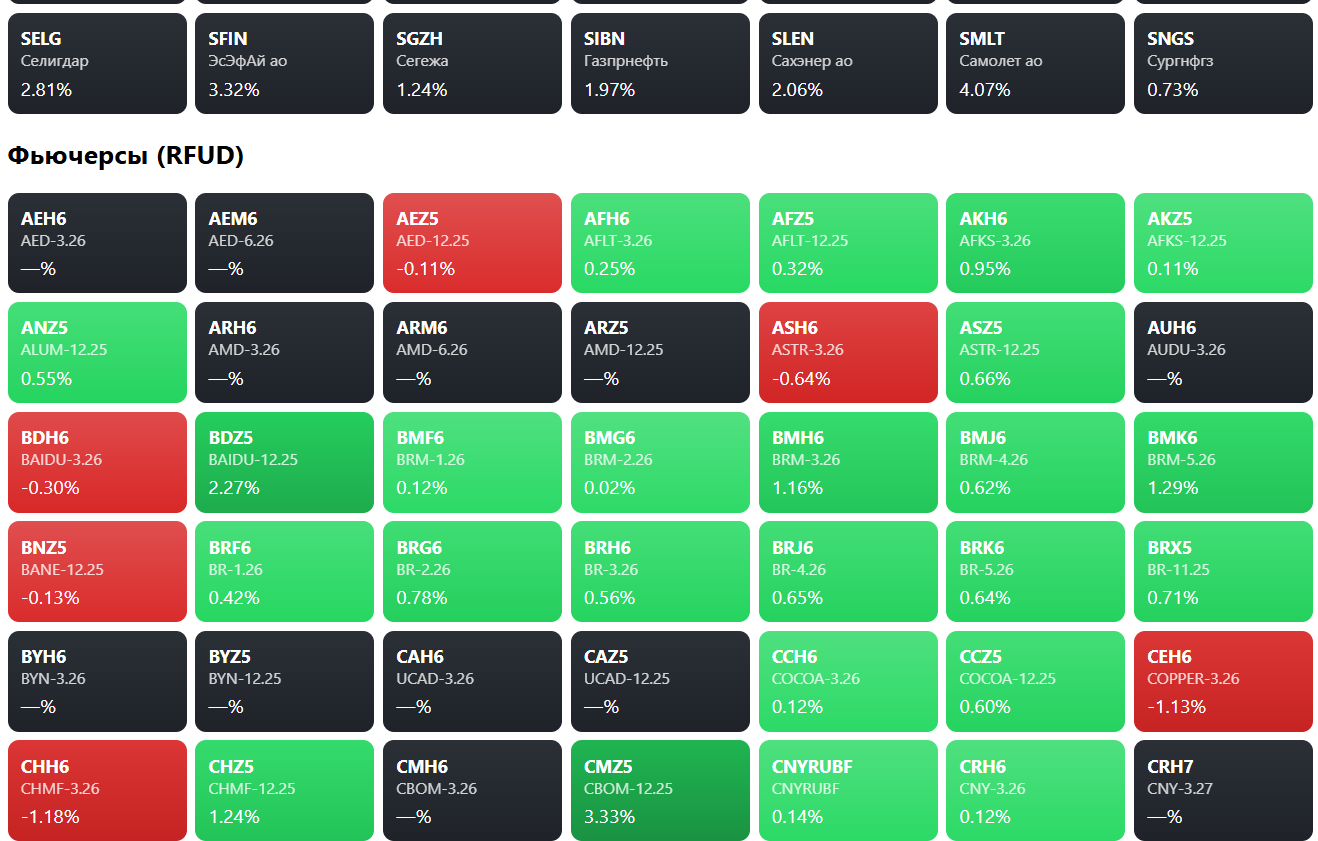 SELG
Селигдар
2.81%
SFIN
ЭсЭфАй ао
3.32%
SGZH
Сегежа
1.24%
SIBN
Газпрнефть
1.97%
SLEN
Сахэнер ао
2.06%
SMLT
Самолет ао
4.07%
SNGS
Сургнфгз
0.73%
Фьючерсы (RFUD)
AEH6
AED-3.26
—%
AEM6
AED-6.26
—%
AEZ5
AED-12.25
-0.11%
AFH6
AFLT-3.26
0.25%
AFZ5
AFLT-12.25
0.32%
AKH6
AFKS-3.26
0.95%
AKZ5
AFKS-12.25
0.11%
ANZ5
ALUM-12.25
0.55%
ARH6
AMD-3.26
—%
ARM6
AMD-6.26
—%
ARZ5
AMD-12.25
—%
ASH6
ASTR-3.26
-0.64%
ASZ5
ASTR-12.25
0.66%
AUH6
AUDU-3.26
—%
BDH6
BAIDU-3.26
-0.30%
BDZ5
BAIDU-12.25
2.27%
BMF6
BRM-1.26
0.12%
BMG6
BRM-2.26
0.02%
BMH6
BRM-3.26
1.16%
BMJ6
BRM-4.26
0.62%
BMK6
BRM-5.26
1.29%
BNZ5
BANE-12.25
-0.13%
BRF6
BR-1.26
0.42%
BRG6
BR-2.26
0.78%
BRH6
BR-3.26
0.56%
BRJ6
BR-4.26
0.65%
BRK6
BR-5.26
0.64%
BRX5
BR-11.25
0.71%
BYH6
BYN-3.26
—%
BYZ5
BYN-12.25
—%
CAH6
UCAD-3.26
—%
CAZ5
UCAD-12.25
—%
CCH6
COCOA-3.26
0.12%
CCZ5
COCOA-12.25
0.60%
CEH6
COPPER-3.26
-1.13%
CHH6
CHMF-3.26
-1.18%
CHZ5
CHMF-12.25
1.24%
CMH6
CBOM-3.26
—%
CMZ5
CBOM-12.25
3.33%
CNYRUBF
CNYRUBF
0.14%
CRH6
CNY-3.26
0.12%
CRH7
CNY-3.27
—%